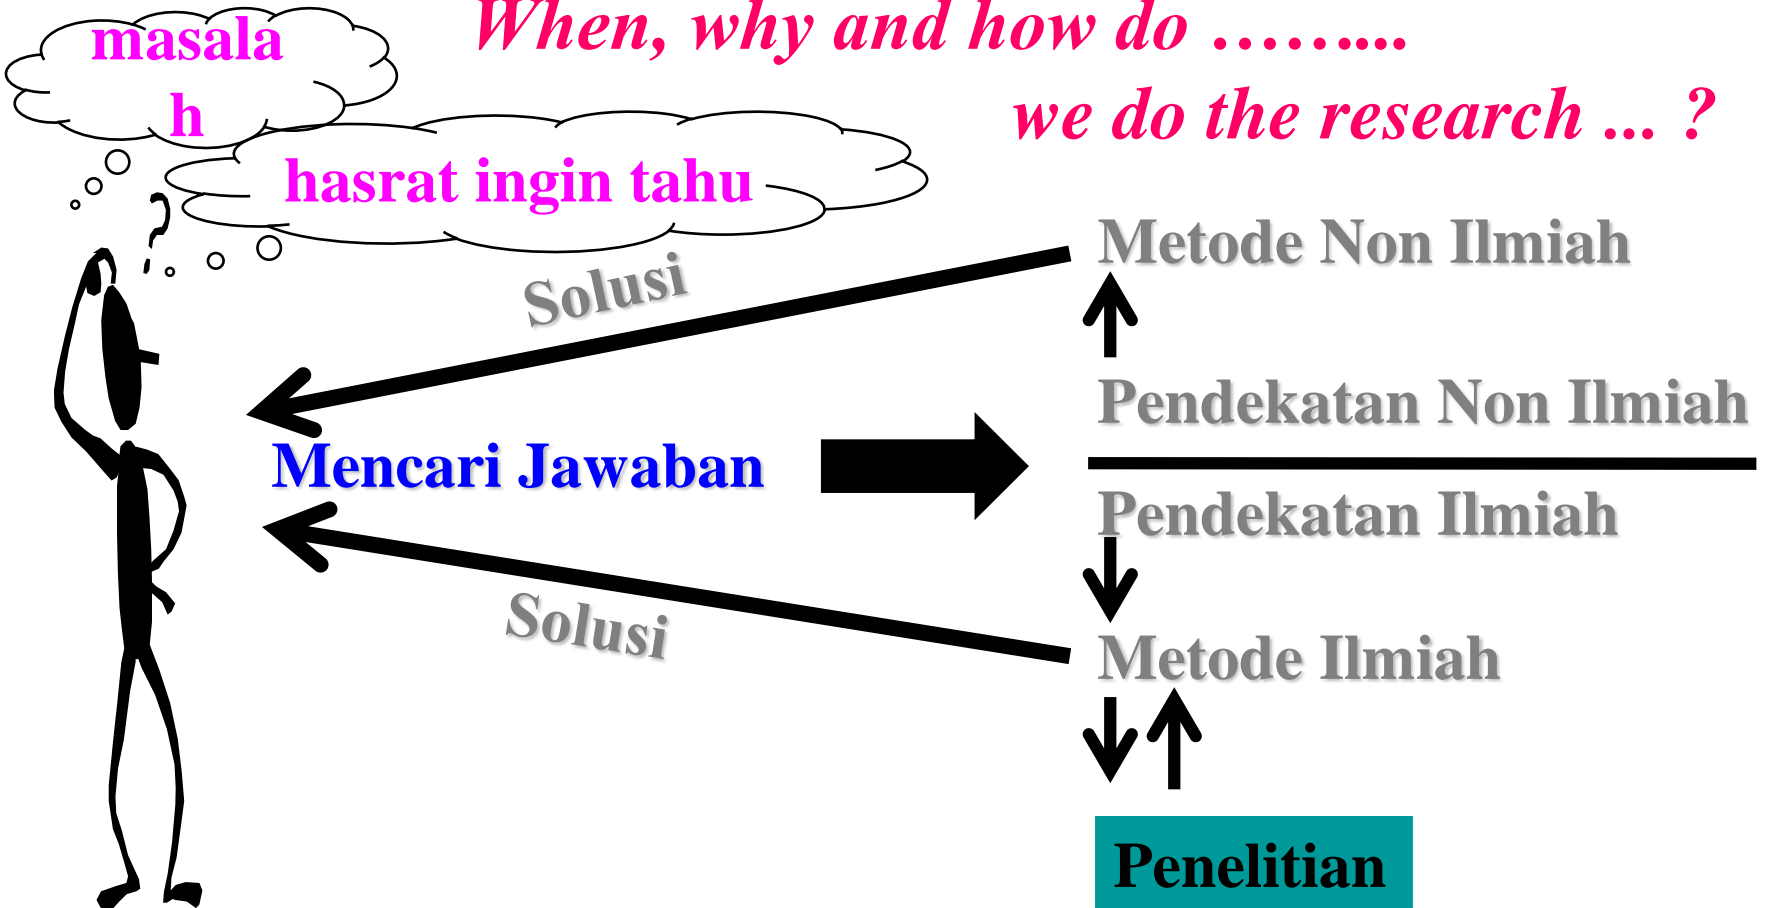 When, why and how do ……...
we do the research ... ?
masala
h
hasrat ingin tahu
?
Solusi
Metode Non Ilmiah
Pendekatan Non Ilmiah
Mencari Jawaban
Pendekatan Ilmiah
Solusi
Metode Ilmiah
Penelitian